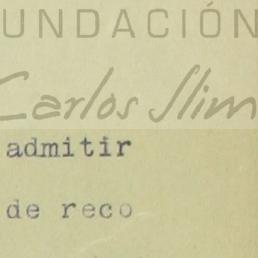 UNDACIÓN
Carlos Slim
admitir
de reco